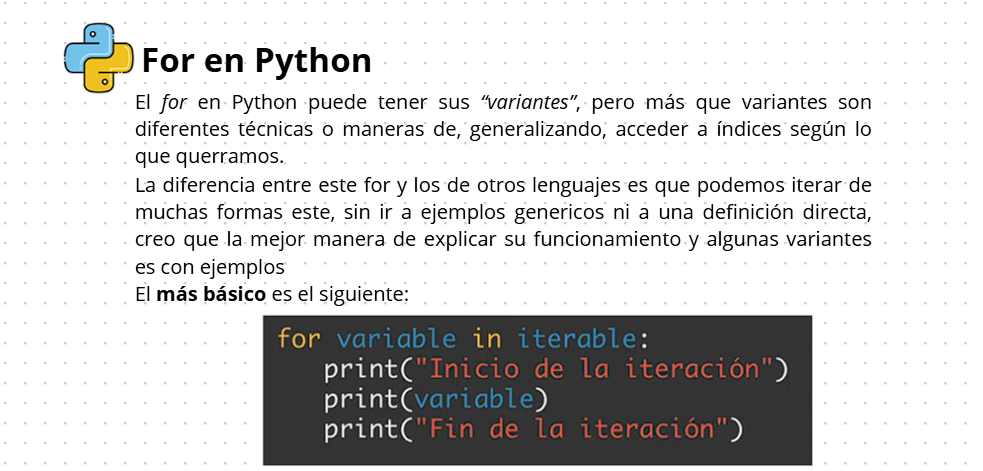 For en Python
El for en Python puede tener sus “variantes”, pero más que variantes son
diferentes técnicas o maneras de, generalizando, acceder a índices según lo
que querramos.
La diferencia entre este for y los de otros lenguajes es que podemos iterar de
muchas formas este, sin ir a ejemplos genericos ni a una definición directa,
creo que la mejor manera de explicar su funcionamiento y algunas variantes
es con ejemplos
El más básico es el siguiente:
for variable in iterable:
    print("Inicio de la iteración")
    print(variable)
    print("Fin de la iteración")